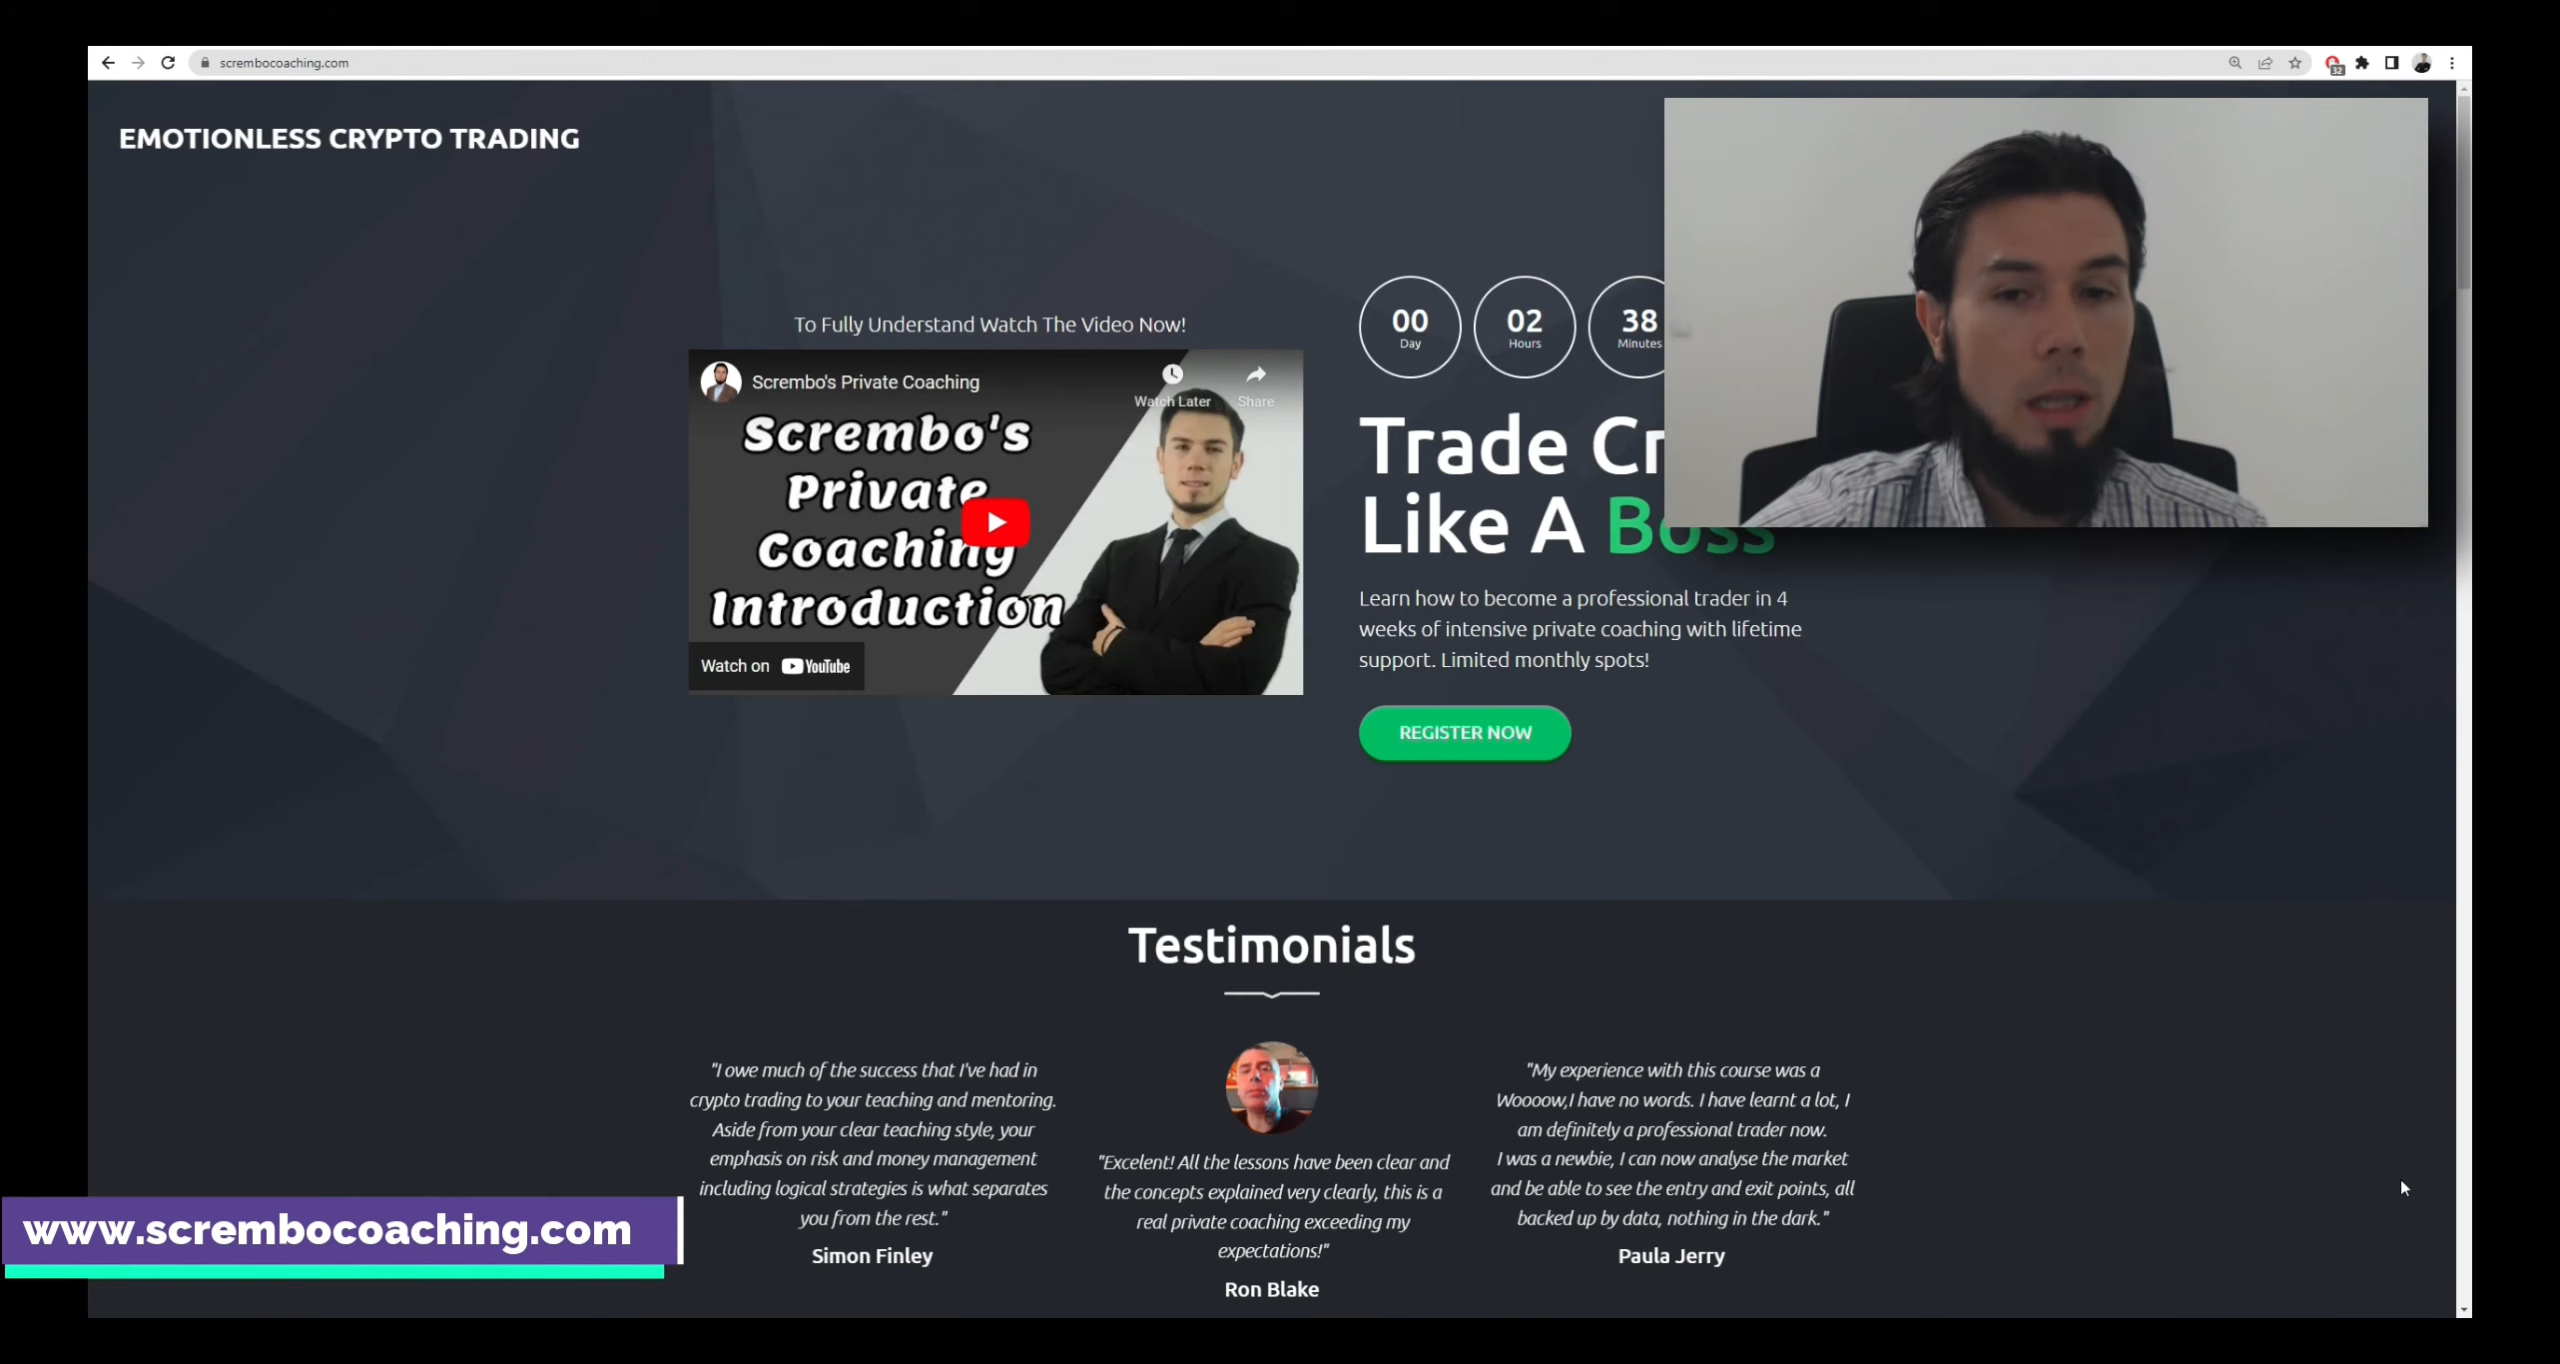 scrembocoaching.com
32
EMOTIONLESS CRYPTO TRADING
To Fully Understand Watch The Video Now!
Scrembo's Private Coaching
Watch Later
Share
Scrembo's
Private
Coaching
Introduction
Watch on YouTube
00
Day
02
Hours
38
Minutes
Trade Cr
Like A Boss
Learn how to become a professional trader in 4
weeks of intensive private coaching with lifetime
support. Limited monthly spots!
REGISTER NOW
Testimonials
"I owe much of the success that I've had in
crypto trading to your teaching and mentoring.
Aside from your clear teaching style, your
emphasis on risk and money management
including logical strategies is what separates
you from the rest."
Simon Finley
"Excelent! All the lessons have been clear and
the concepts explained very clearly, this is a
real private coaching exceeding my
expectations!"
Ron Blake
"My experience with this course was a
Woooow,I have no words. I have learnt a lot, I
am definitely a professional trader now.
I was a newbie, I can now analyse the market
and be able to see the entry and exit points, all
backed up by data, nothing in the dark."
Paula Jerry
www.scrembocoaching.com